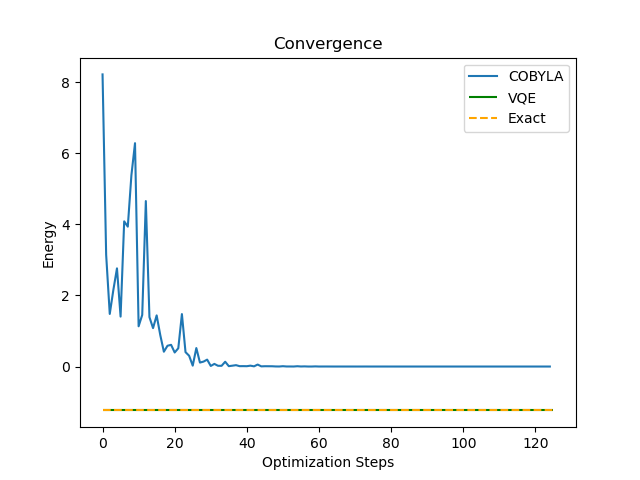 Convergence
COBYLA
VQE
Exact
Energy
8
6
4
2
0
0 20 40 60 80 100 120
Optimization Steps